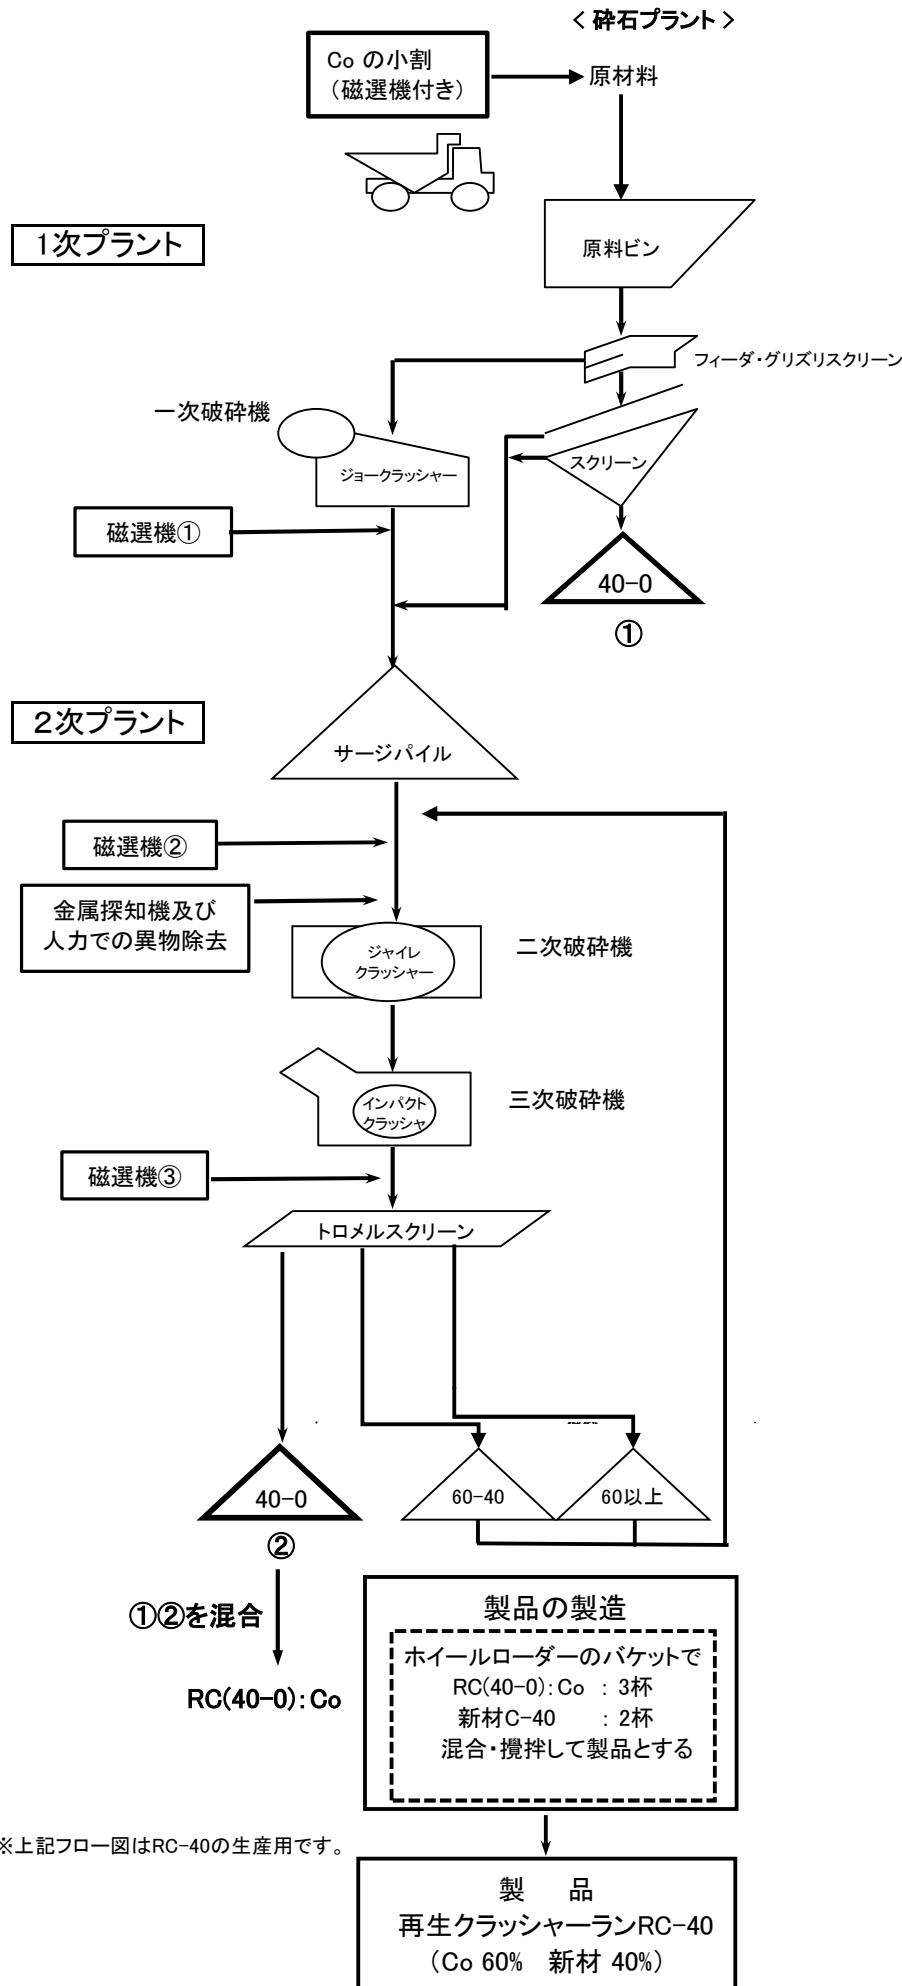 ＜砕石プラント＞
Co の小割
（磁選機付き）
原材料
1次プラント
原料ビン
フィーダ・グリズリスクリーン
一次破砕機
ジョークラッシャー
スクリーン
磁選機①
40-0
①
2次プラント
サージパイル
磁選機②
金属探知機及び
人力での異物除去
ジャイレ
クラッシャー
二次破砕機
インパクト
クラッシャ
三次破砕機
磁選機③
トロメルスクリーン
40-0
60-40
60以上
②
①②を混合
RC(40-0):Co
製品の製造
ホイールローダーのバケットで
RC(40-0):Co ：3杯
新材C-40 ：2杯
混合・攪拌して製品とする
※上記フロー図はRC-40の生産用です。
製 品
再生クラッシャーランRC-40
（Co 60% 新材 40%）